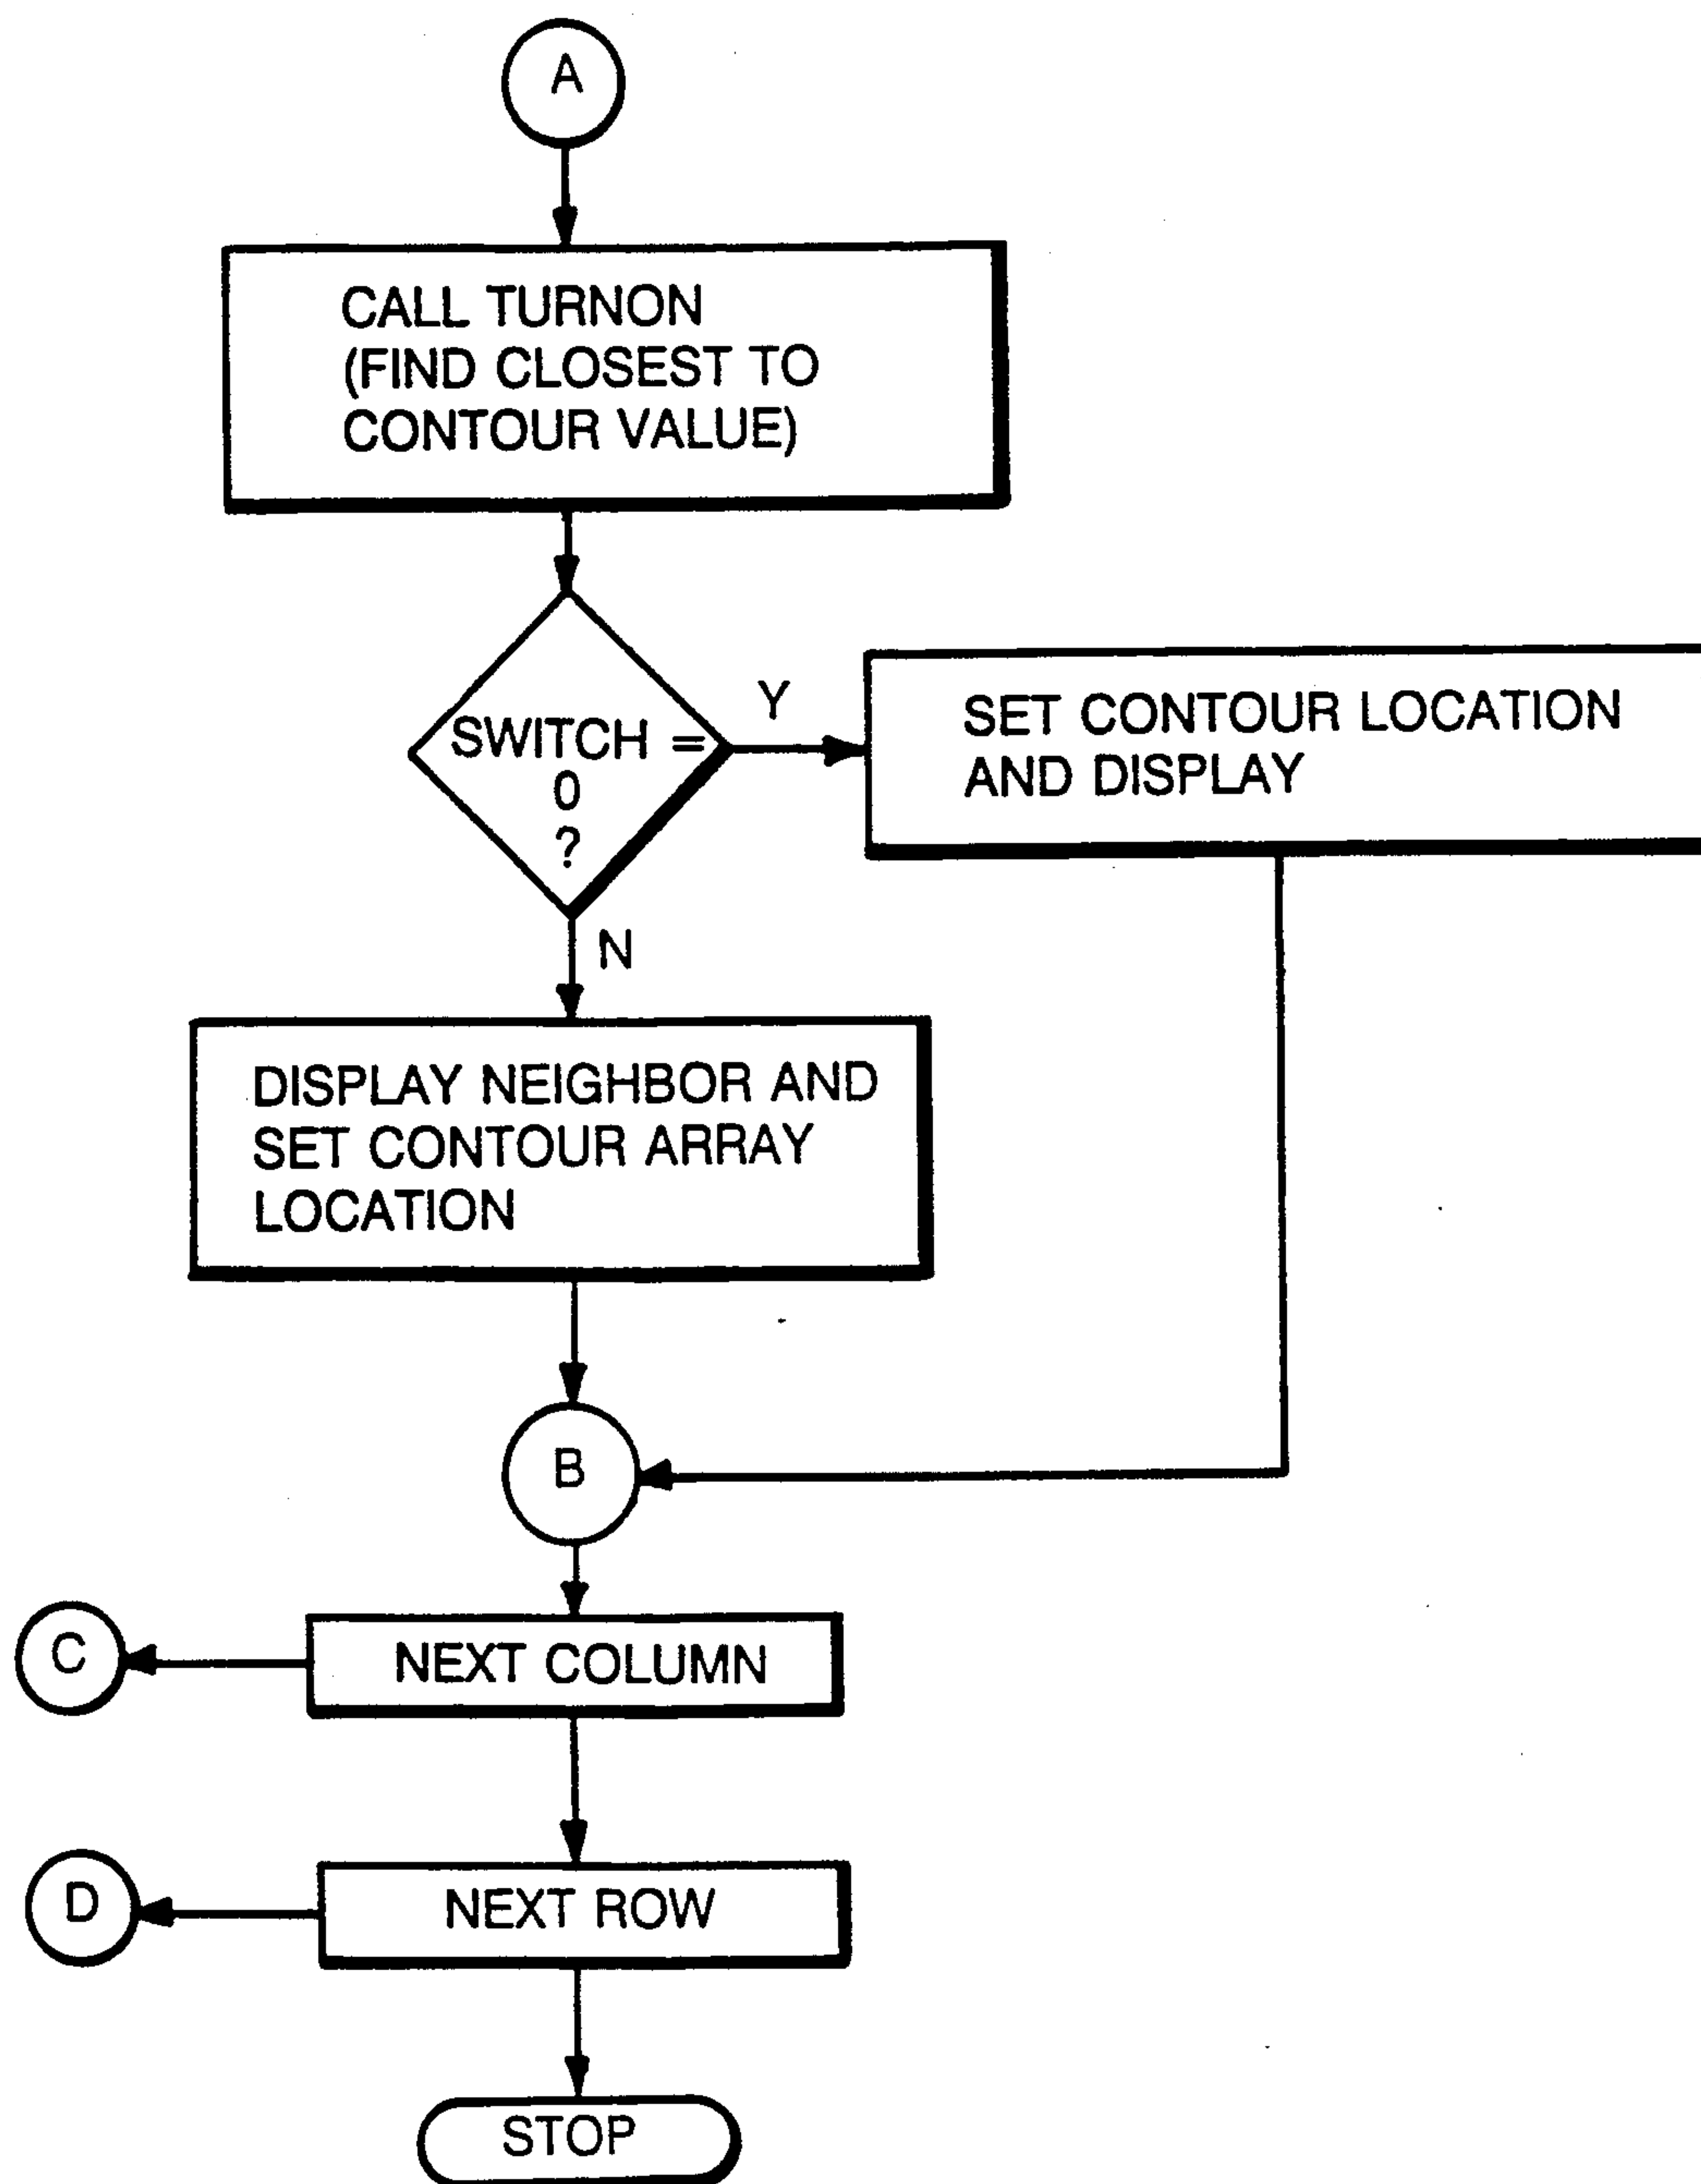 A
CALL TURNON
(FIND CLOSEST TO
CONTOUR VALUE)
SWITCH =
0
?
Y
SET CONTOUR LOCATION
AND DISPLAY
N
DISPLAY NEIGHBOR AND
SET CONTOUR ARRAY
LOCATION
B
C
NEXT COLUMN
D
NEXT ROW
STOP